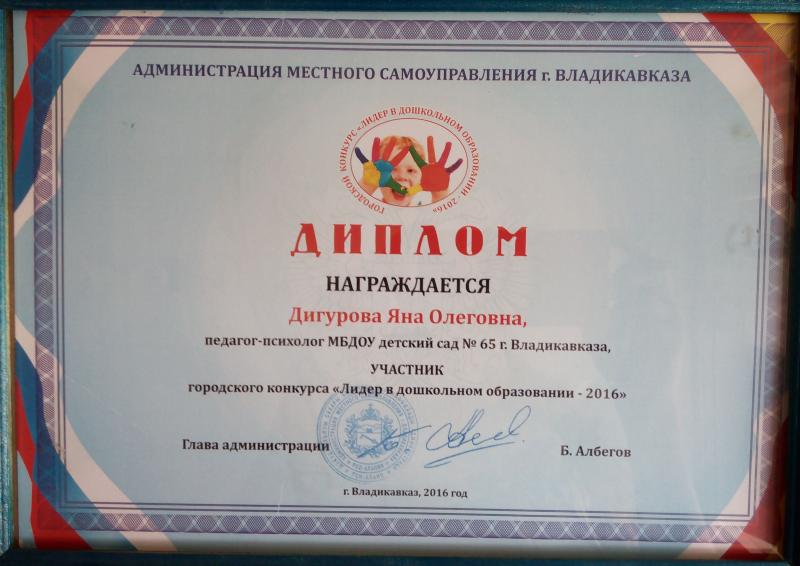 АДМИНИСТРАЦИЯ МЕСТНОГО САМОУПРАВЛЕНИЯ г. ВЛАДИКАВКАЗА
ГОРОДСКОЙ КОНКУРС «ЛИДЕР В ДОШКОЛЬНОМ ОБРАЗОВАНИИ - 2016»
ДИПЛОМ
НАГРАЖДАЕТСЯ
Дигурова Яна Олеговна,
педагог-психолог МБДОУ детский сад № 65 г. Владикавказа,
УЧАСТНИК
городского конкурса «Лидер в дошкольном образовании - 2016»
Глава администрации
Б. Албегов
г. Владикавказ, 2016 год